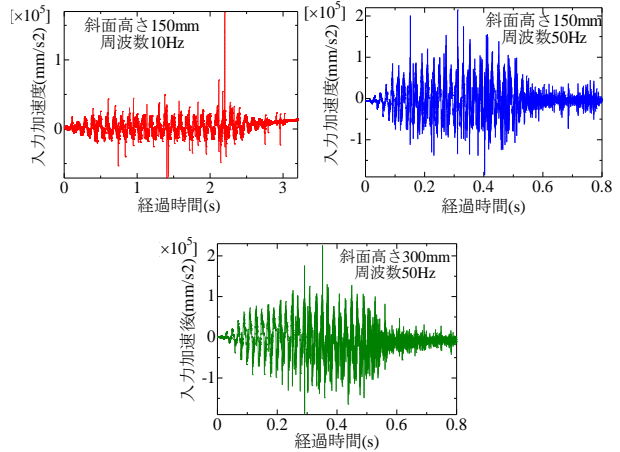 [×10⁵]
斜面高さ150mm
周波数10Hz
入力加速度(mm/s2)
1
0
0 1 2 3
経過時間(s)
[×10⁵]
斜面高さ150mm
周波数50Hz
入力加速度(mm/s2)
2
1
0
-1
0 0.2 0.4 0.6 0.8
経過時間(s)
[×10⁵]
斜面高さ300mm
周波数50Hz
入力加速後(mm/s2)
2
1
0
-1
0 0.2 0.4 0.6 0.8
経過時間(s)